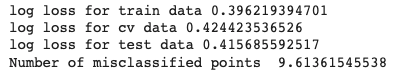 log loss for train data 0.396219394701
log loss for cv data 0.424423536526
log loss for test data 0.415685592517
Number of misclassified points  9.61361545538